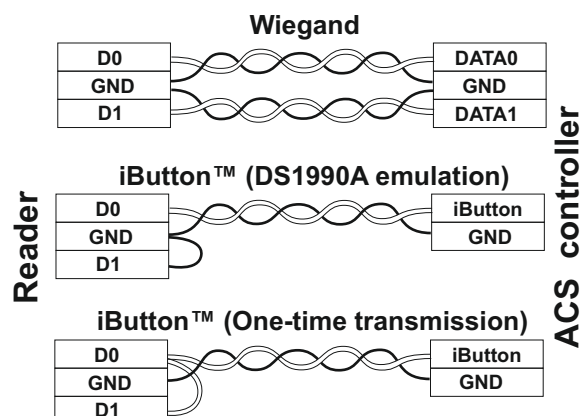 Wiegand
D0
GND
D1
DATA0
GND
DATA1
iButton™ (DS1990A emulation)
D0
GND
D1
iButton
GND
iButton™ (One-time transmission)
D0
GND
D1
iButton
GND
Reader
ACS controller